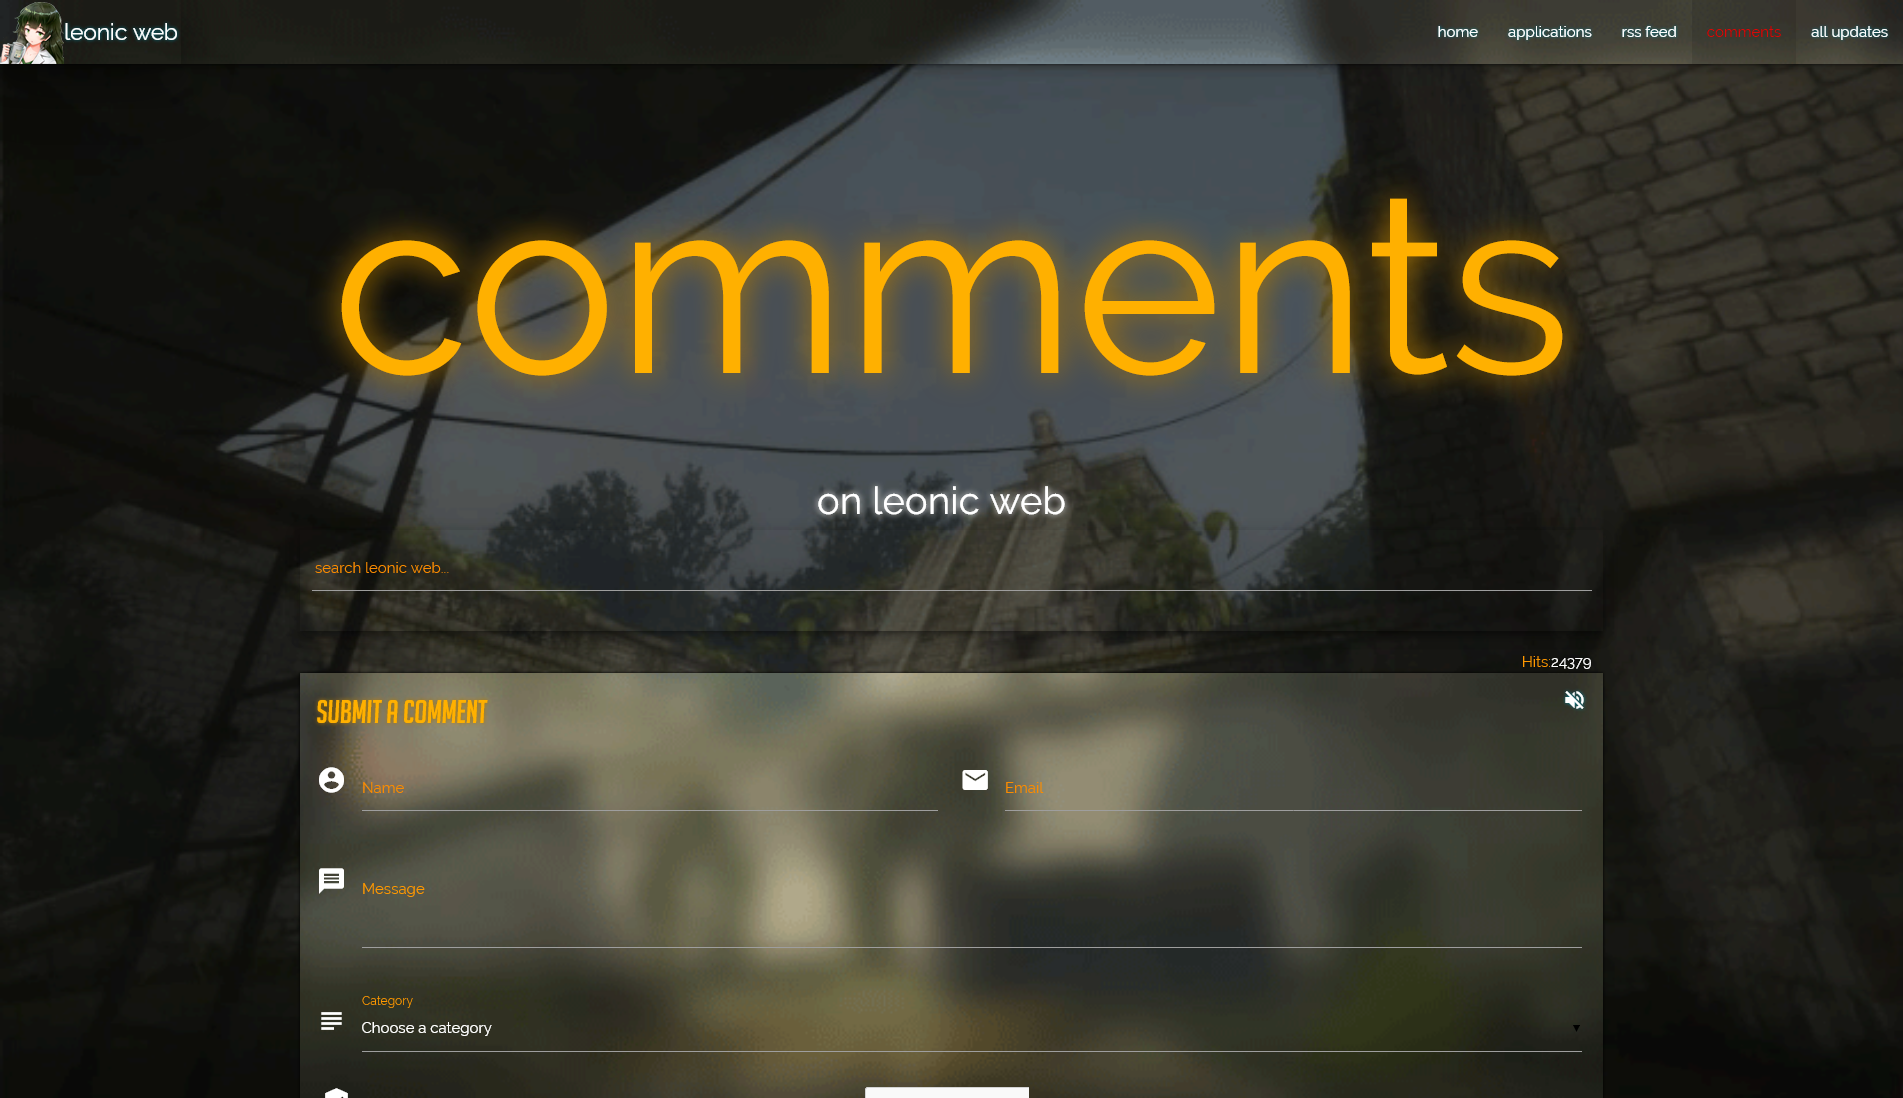 leonic web
home
applications
rss feed
comments
all updates
comments
on leonic web
search leonic web...
Hits:24379
SUBMIT A COMMENT
Name
Email
Message
Category
Choose a category